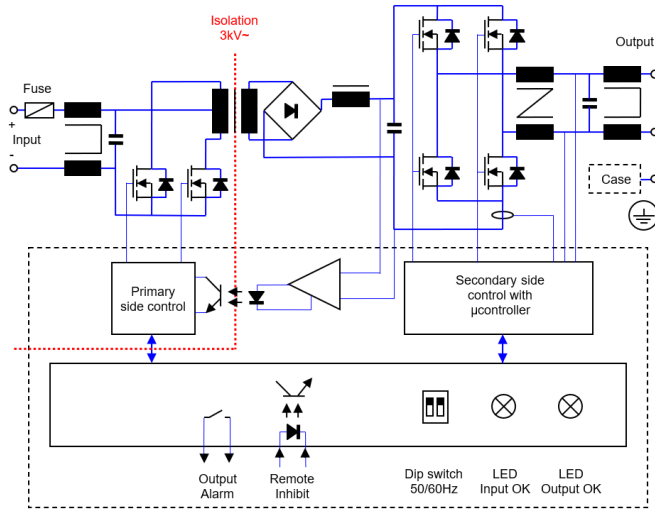 Isolation
3kV~
Output
Fuse
+
Input
-
Case
Primary
side control
Secondary side
control with
µcontroller
Output
Alarm
Remote
Inhibit
Dip switch
50/60Hz
LED
Input OK
LED
Output OK